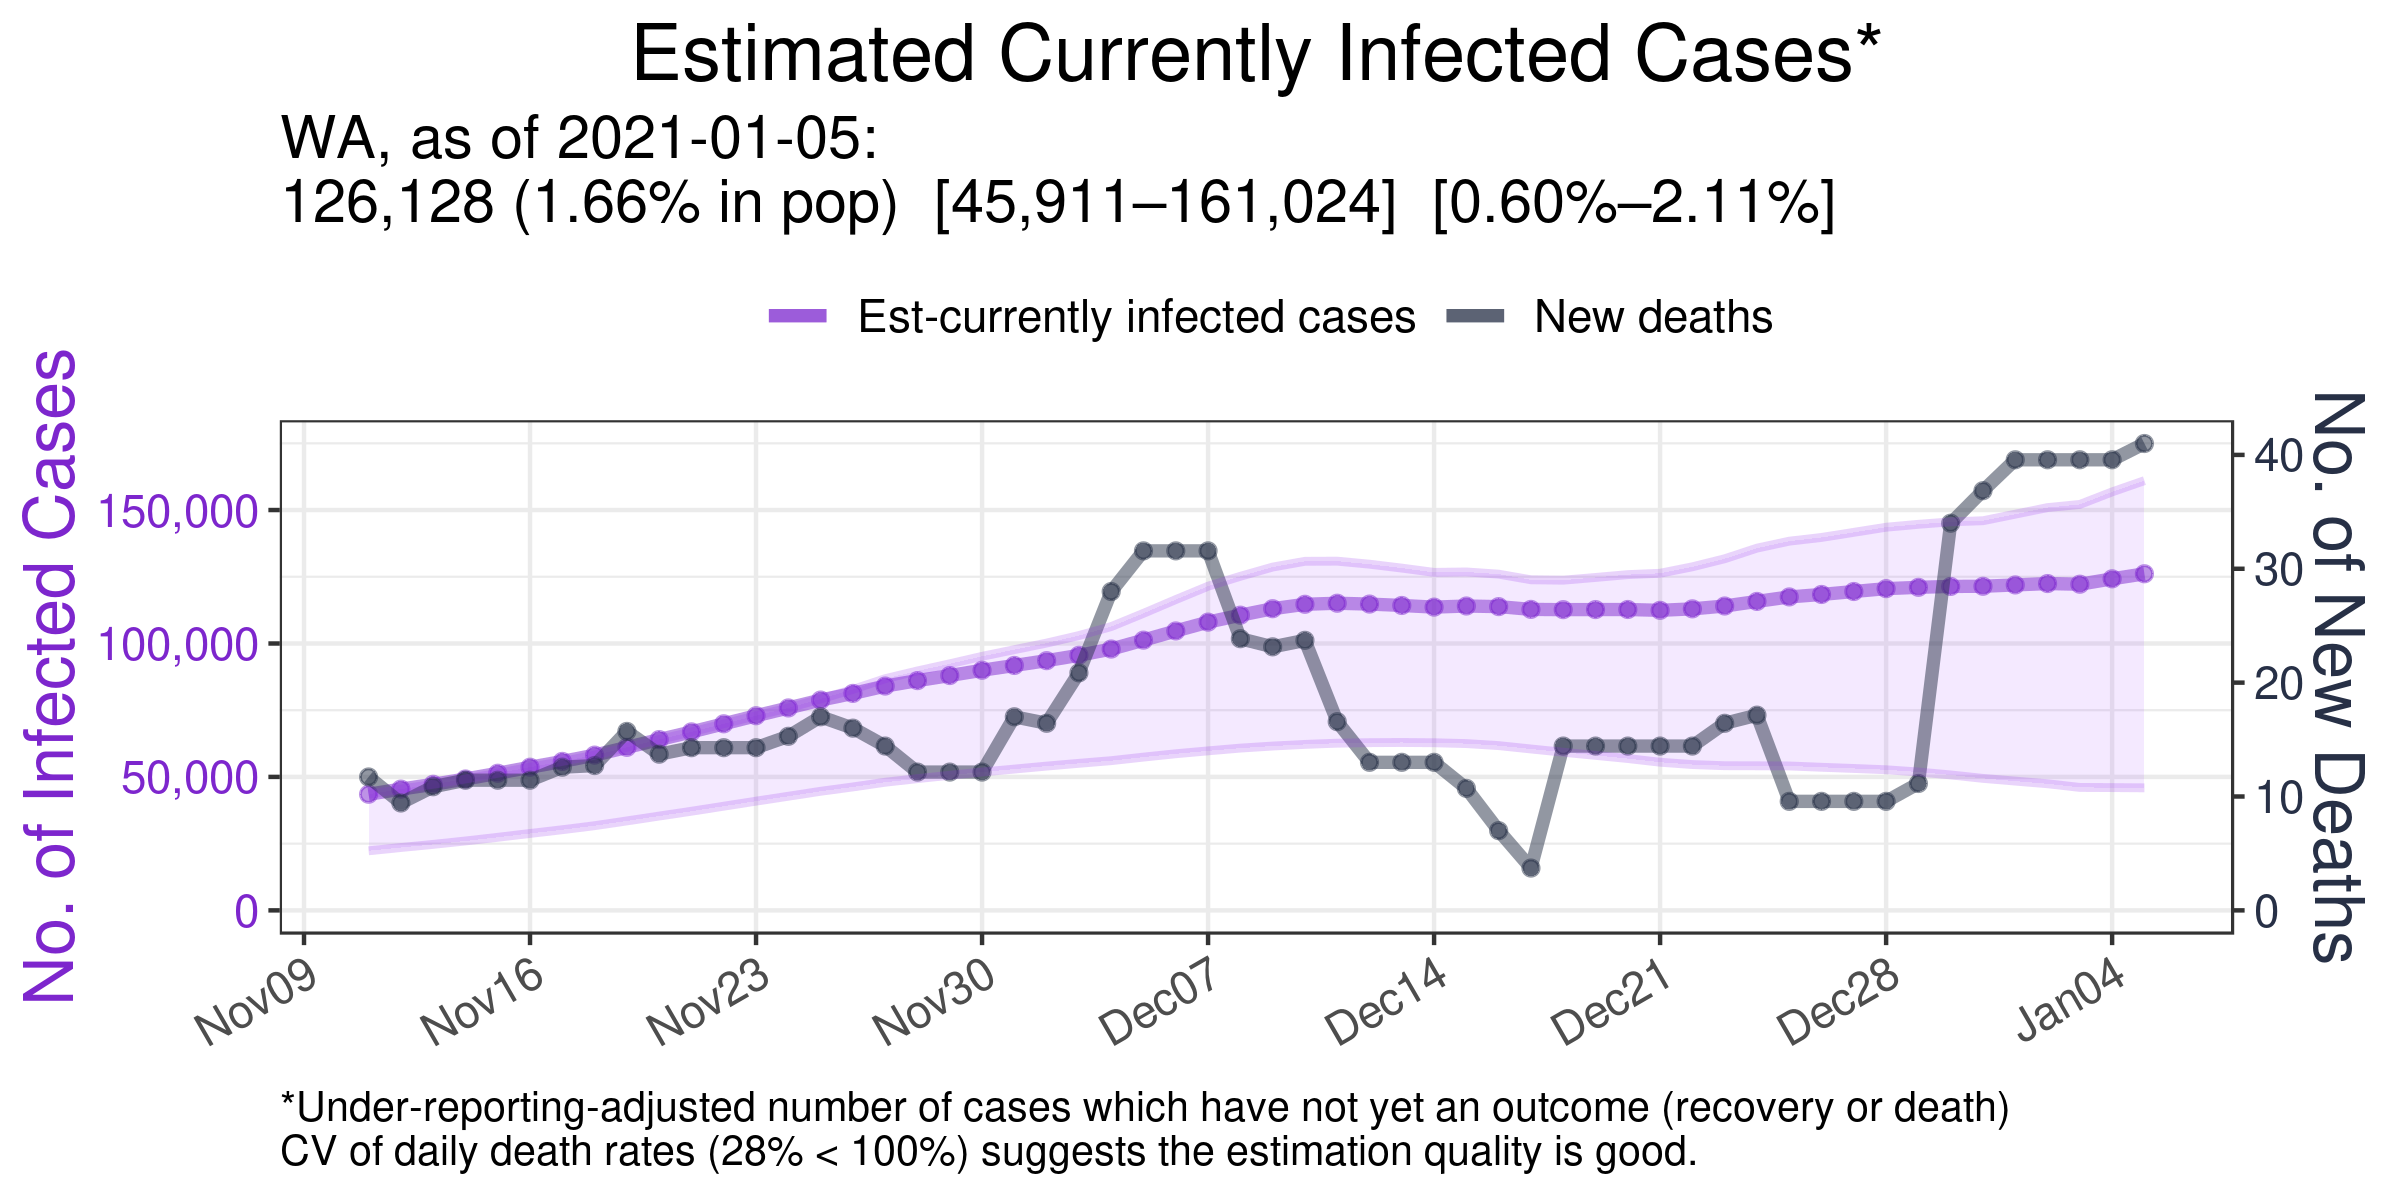 Estimated Currently Infected Cases*
WA, as of 2021-01-05:
126,128 (1.66% in pop)  [45,911–161,024]  [0.60%–2.11%]
Est-currently infected cases
New deaths
No. of Infected Cases
150,000
100,000
50,000
0
No. of New Deaths
40
30
20
10
0
Nov09
Nov16
Nov23
Nov30
Dec07
Dec14
Dec21
Dec28
Jan04
*Under-reporting-adjusted number of cases which have not yet an outcome (recovery or death)
CV of daily death rates (28% < 100%) suggests the estimation quality is good.